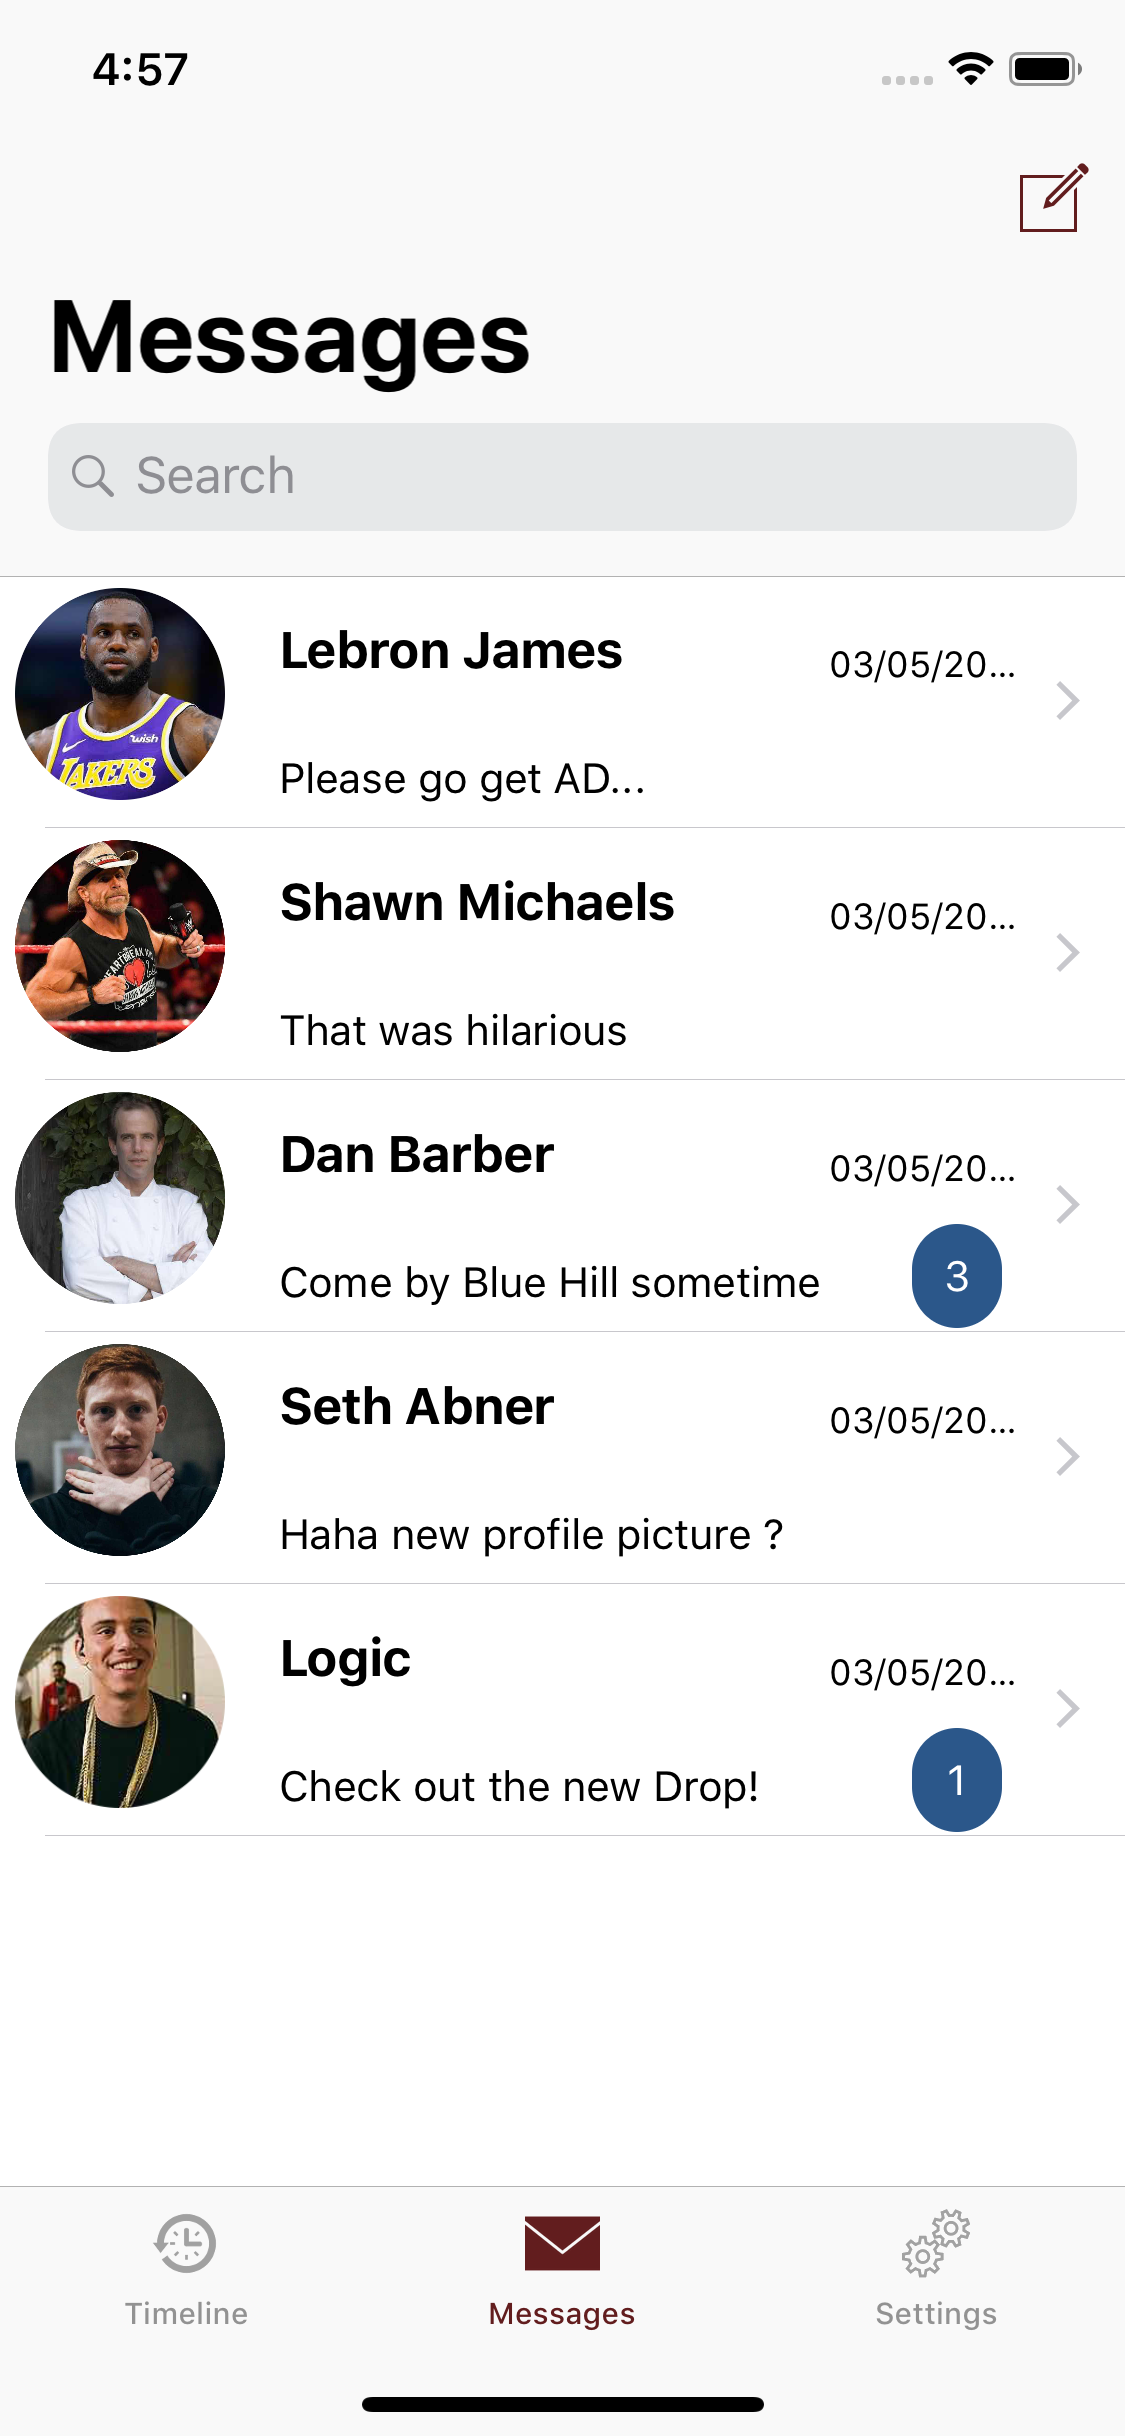 4:57
Messages
Search
Lebron James
03/05/20...
wish
LAKERS
Please go get AD...
Shawn Michaels
03/05/20...
That was hilarious
Dan Barber
03/05/20...
Come by Blue Hill sometime
3
Seth Abner
03/05/20...
Haha new profile picture ?
Logic
03/05/20...
Check out the new Drop!
1
Timeline
Messages
Settings